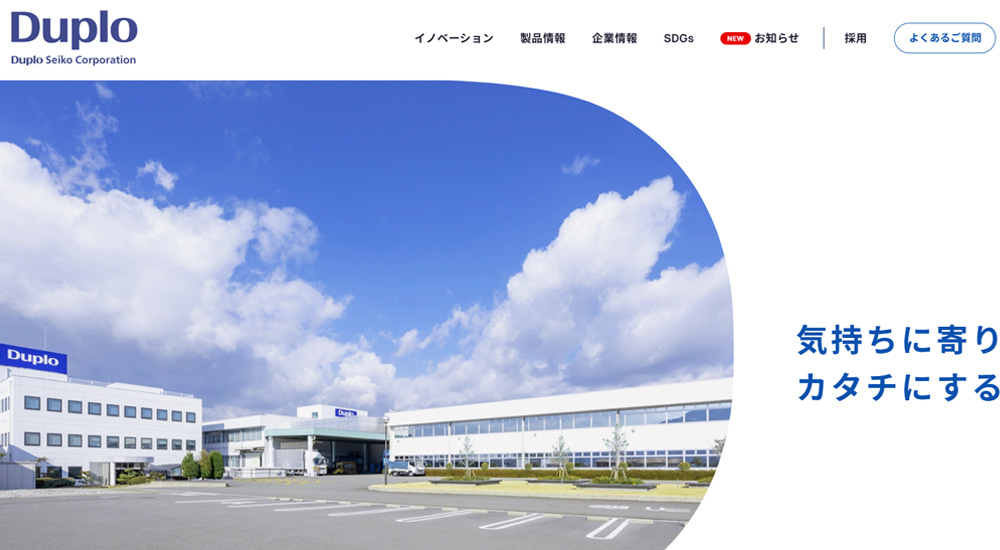 Duplo
Duplo Seiko Corporation
イノベーション 製品情報 企業情報 SDGs NEW お知らせ 採用 よくあるご質問
Duplo
Duplo
気持ちに寄り
カタチにする